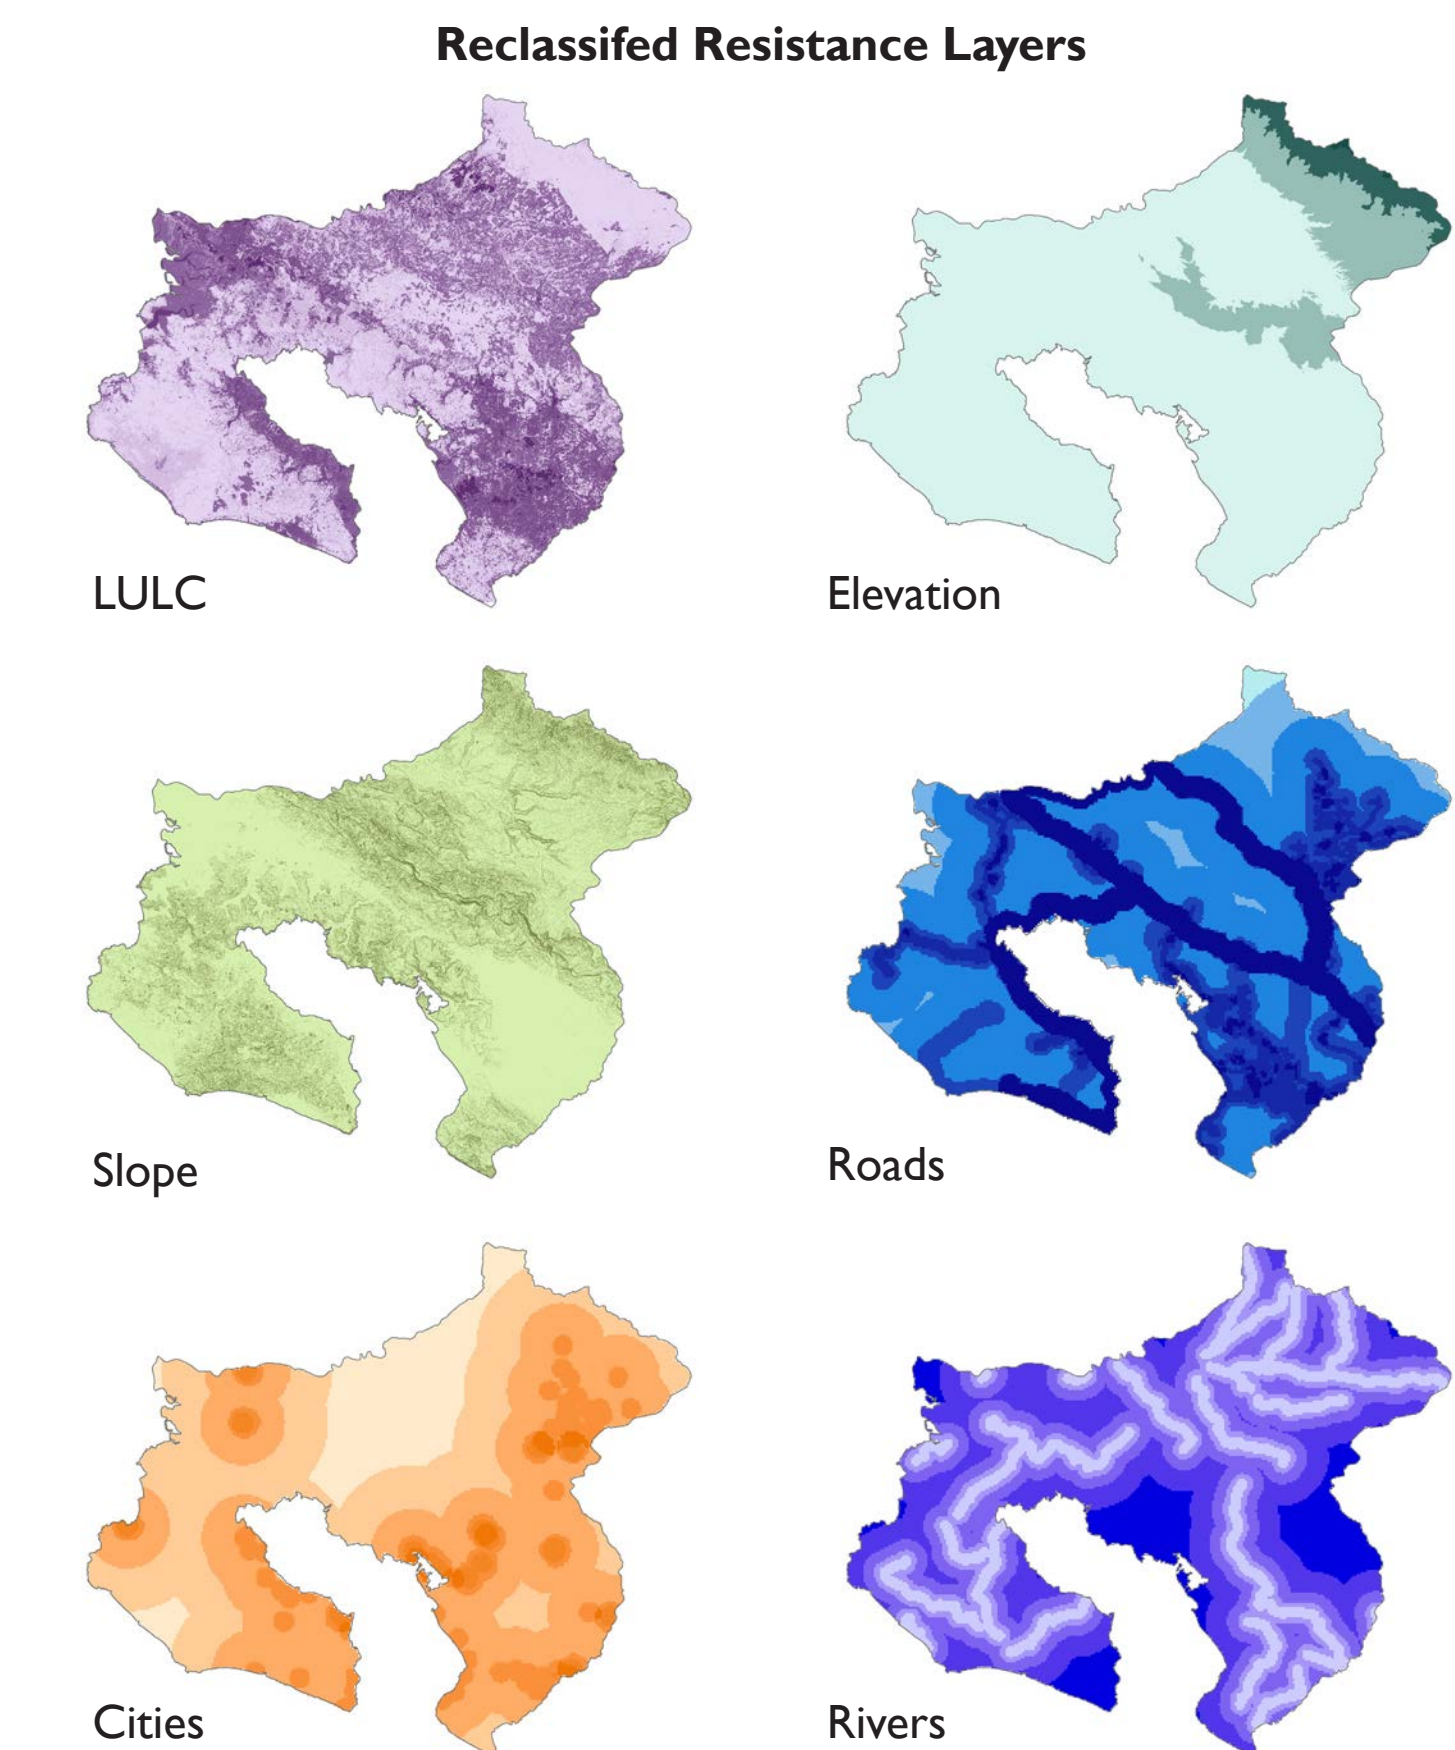 Reclassifed Resistance Layers
LULC
Elevation
Slope
Roads
Cities
Rivers